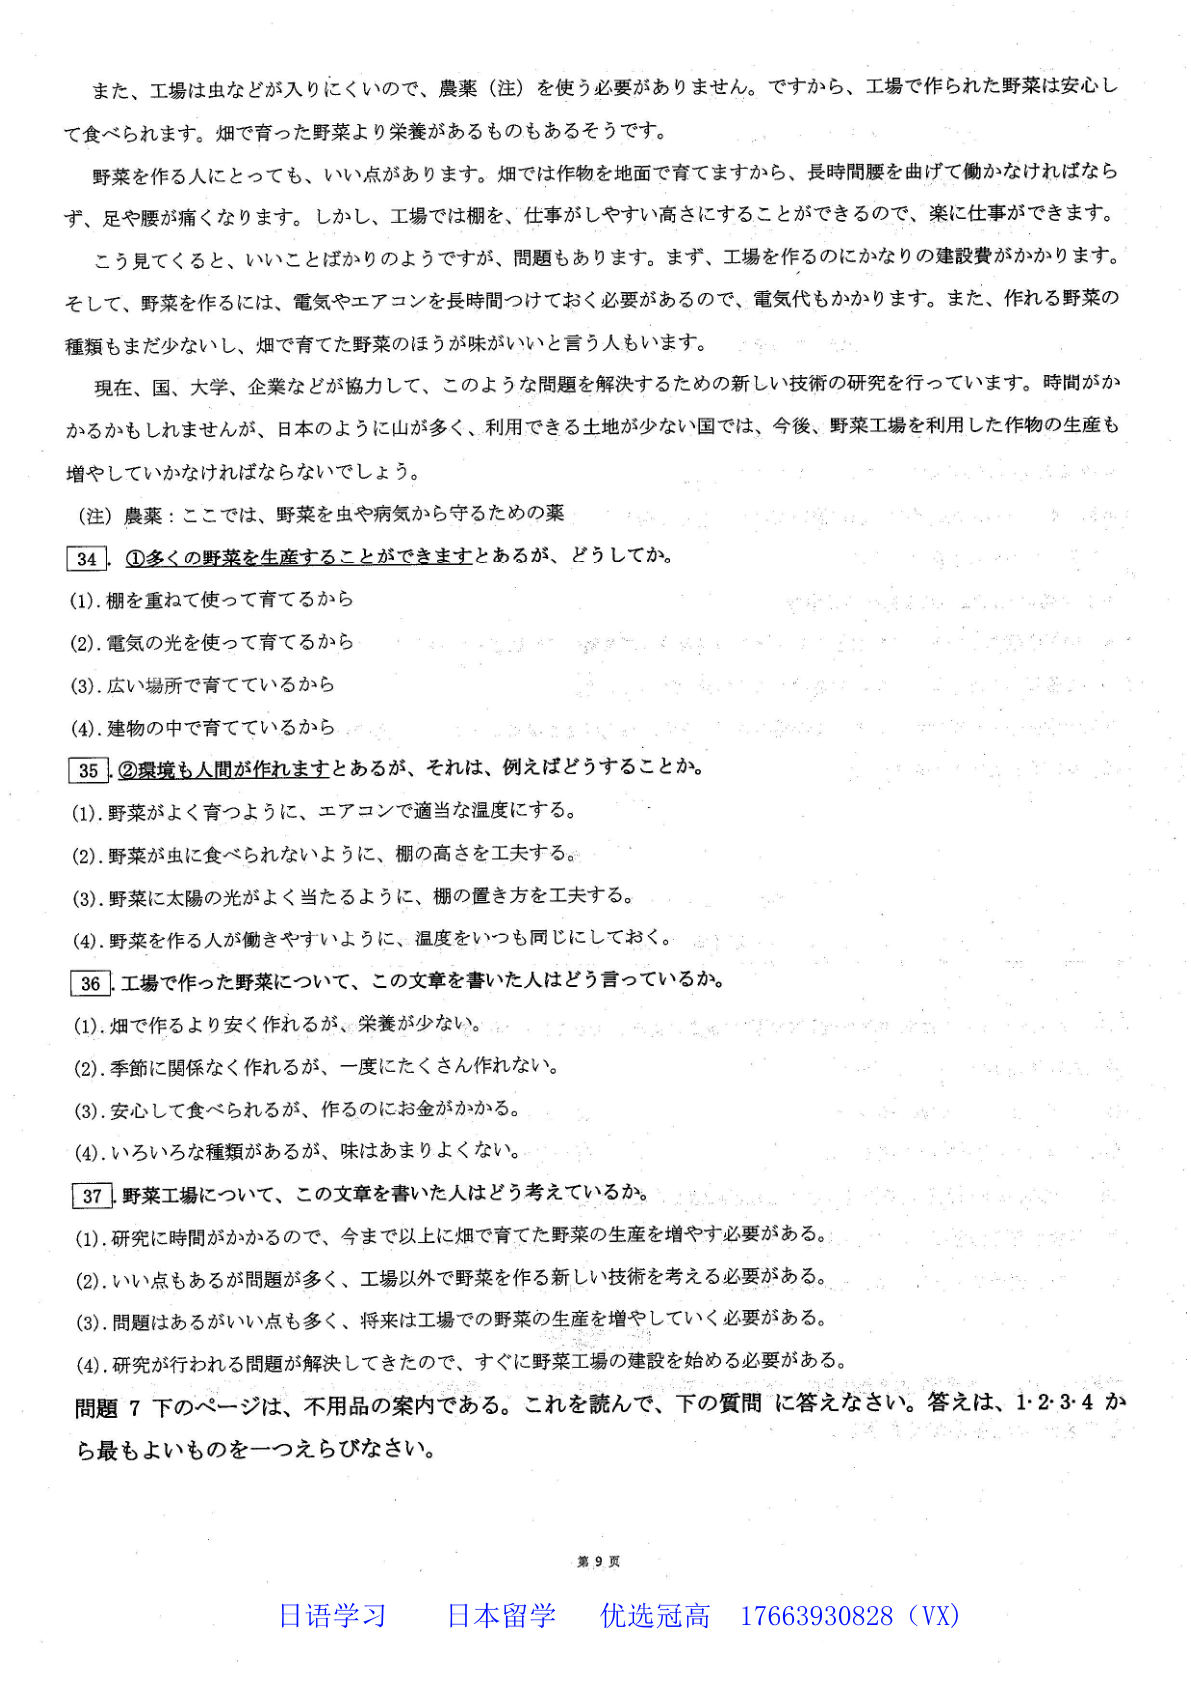 また、工場は虫などが入りにくいので、農薬（注）を使う必要がありません。ですから、工場で作られた野菜は安心し
て食べられます。畑で育った野菜より栄養があるものもあるそうです。
野菜を作る人にとっても、いい点があります。畑では作物を地面で育てますから、長時間腰を曲げて働かなければなら
ず、足や腰が痛くなります。しかし、工場では棚を、仕事がしやすい高さにすることができるので、楽に仕事ができます。
こう見てくると、いいことばかりのようですが、問題もあります。まず、工場を作るのにかなりの建設費がかかります。
そして、野菜を作るには、電気やエアコンを長時間つけておく必要があるので、電気代もかかります。また、作れる野菜の
種類もまだ少ないし、畑で育てた野菜のほうが味がいいと言う人もいます。
現在、国、大学、企業などが協力して、このような問題を解決するための新しい技術の研究を行っています。時間がか
かるかもしれませんが、日本のように山が多く、利用できる土地が少ない国では、今後、野菜工場を利用した作物の生産も
増やしていかなければならないでしょう。
（注）農薬：ここでは、野菜を虫や病気から守るための薬
34. ①多くの野菜を生産することができますとあるが、どうしてか。
(1). 棚を重ねて使って育てるから
(2). 電気の光を使って育てるから
(3). 広い場所で育てているから
(4). 建物の中で育てているから
35. ②環境も人間が作れますとあるが、それは、例えばどうすることか。
(1). 野菜がよく育つように、エアコンで適当な温度にする。
(2). 野菜が虫に食べられないように、棚の高さを工夫する。
(3). 野菜に太陽の光がよく当たるように、棚の置き方を工夫する。
(4). 野菜を作る人が働きやすいように、温度をいつも同じにしておく。
36. 工場で作った野菜について、この文章を書いた人はどう言っているか。
(1). 畑で作るより安く作れるが、栄養が少ない。
(2). 季節に関係なく作れるが、一度にたくさん作れない。
(3). 安心して食べられるが、作るのにお金がかかる。
(4). いろいろな種類があるが、味はあまりよくない。
37. 野菜工場について、この文章を書いた人はどう考えているか。
(1). 研究に時間がかかるので、今まで以上に畑で育てた野菜の生産を増やす必要がある。
(2). いい点もあるが問題が多く、工場以外で野菜を作る新しい技術を考える必要がある。
(3). 問題はあるがいい点も多く、将来は工場での野菜の生産を増やしていく必要がある。
(4). 研究が行われる問題が解決してきたので、すぐに野菜工場の建設を始める必要がある。
問題 7 下のページは、不用品の案内である。これを読んで、下の質問 に答えなさい。答えは、1·2·3·4 か
ら最もよいものを一つえらびなさい。
第 9 页
日语学习 日本留学 优选冠高 17663930828（VX)